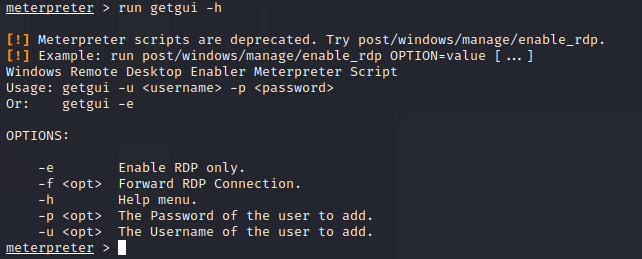 meterpreter > run getgui -h
[!] Meterpreter scripts are deprecated. Try post/windows/manage/enable_rdp.
[!] Example: run post/windows/manage/enable_rdp OPTION=value [ ... ]
Windows Remote Desktop Enabler Meterpreter Script
Usage: getgui -u <username> -p <password>
Or:    getgui -e
OPTIONS:
    -e        Enable RDP only.
    -f <opt>  Forward RDP Connection.
    -h        Help menu.
    -p <opt>  The Password of the user to add.
    -u <opt>  The Username of the user to add.
meterpreter >